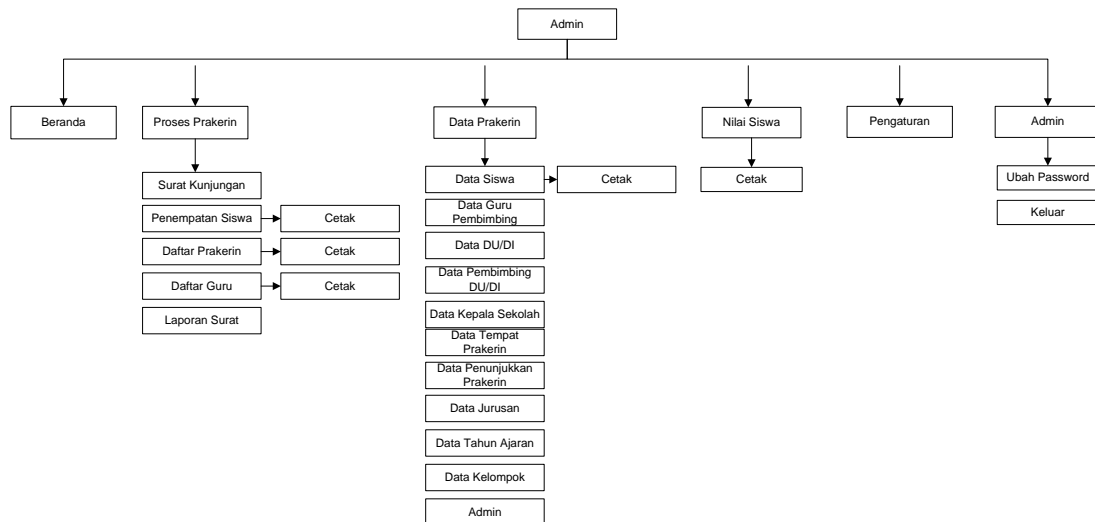 Admin
Beranda
Proses Prakerin
Data Prakerin
Nilai Siswa
Pengaturan
Admin
Surat Kunjungan
Data Siswa
Cetak
Cetak
Ubah Password
Penempatan Siswa
Cetak
Data Guru
Pembimbing
Keluar
Daftar Prakerin
Cetak
Data DU/DI
Daftar Guru
Cetak
Data Pembimbing
DU/DI
Laporan Surat
Data Kepala Sekolah
Data Tempat
Prakerin
Data Penunjukkan
Prakerin
Data Jurusan
Data Tahun Ajaran
Data Kelompok
Admin